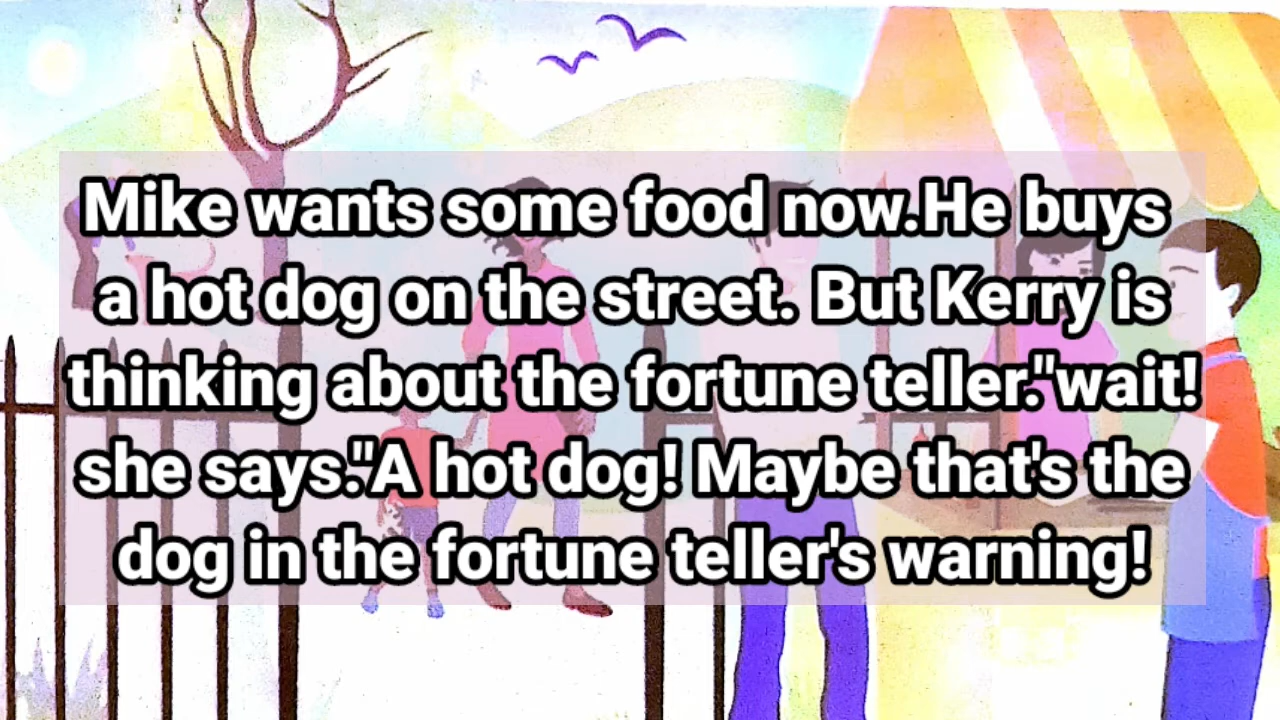 Mike wants some food now.He buys
a hot dog on the street. But Kerry is
thinking about the fortune teller."wait!
she says."A hot dog! Maybe that's the
dog in the fortune teller's warning!